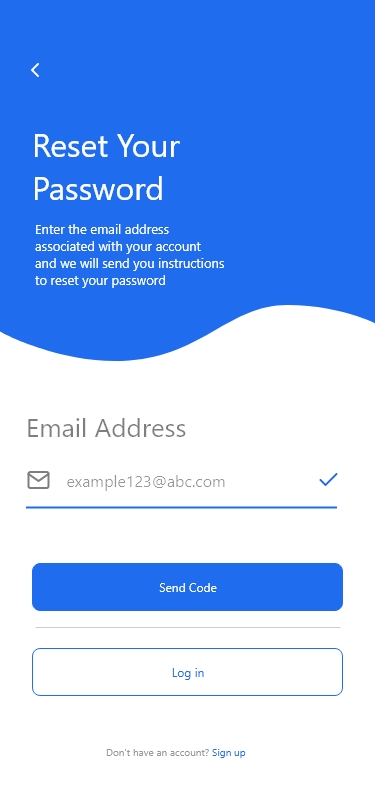 Reset Your
Password
Enter the email address
associated with your account
and we will send you instructions
to reset your password
Email Address
example123@abc.com
Send Code
Log in
Don't have an account? Sign up